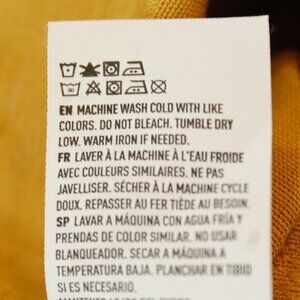 EN MACHINE WASH COLD WITH LIKE
COLORS. DO NOT BLEACH. TUMBLE DRY
LOW. WARM IRON IF NEEDED.
FR LAVER À LA MACHINE À L'EAU FROIDE
AVEC COULEURS SIMILAIRES. NE PAS
JAVELLISER. SÉCHER À LA MACHINE CYCLE
DOUX. REPASSER AU FER TIÈDE AU BESOIN.
SP LAVAR A MÁQUINA CON AGUA FRÍA Y
PRENDAS DE COLOR SIMILAR. NO USAR
BLANQUEADOR. SECAR A MÁQUINA A
TEMPERATURA BAJA. PLANCHAR EN TIBIO
SI ES NECESARIO.